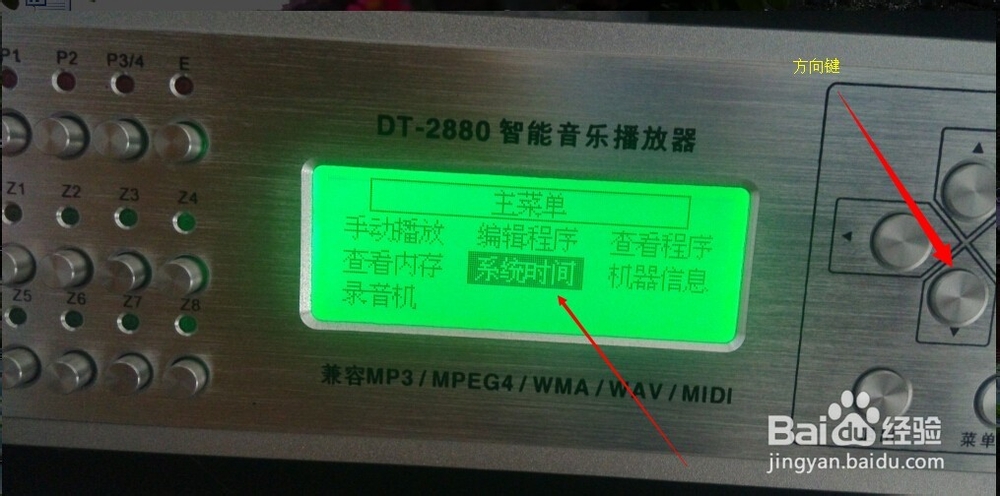 P1 P2 P3/4 E
方向键
DT-2880 智能音乐播放器
Z1 Z2 Z3 Z4
主菜单
手动播放 编辑程序 查看程序
查看内存 系统时间 机器信息
录音机
Z5 Z6 Z7 Z8
兼容MP3/MPEG4/WMA/WAV/MIDI
Baidu经验
菜单
jingyan.baidu.com